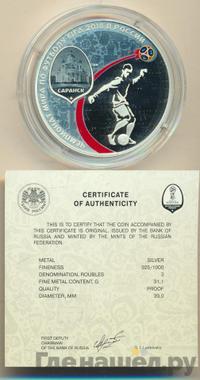 ЧЕМПИОНАТ МИРА ПО ФУТБОЛУ FIFA 2018 В РОССИИ
САРАНСК
CERTIFICATE
OF AUTHENTICITY
THIS IS TO CERTIFY THAT THE COIN ACCOMPANIED BY
THIS CERTIFICATE IS ORIGINAL, ISSUED BY THE BANK OF
RUSSIA AND MINTED BY THE MINTS OF THE RUSSIAN
FEDERATION.
METAL SILVER
FINENESS 925/1000
DENOMINATION, ROUBLES 3
FINE METAL CONTENT, G 31,1
QUALITY PROOF
DIAMETER, MM 39,0
FIRST DEPUTY
CHAIRMAN
OF THE BANK OF RUSSIA
Гденашел.ру